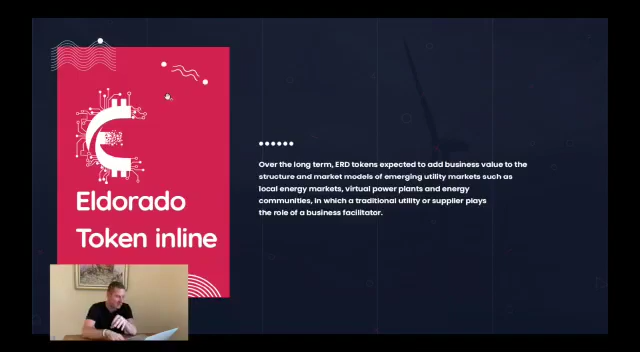 Eldorado
Token inline
Over the long term, ERD tokens expected to add business value to the
structure and market models of emerging utility markets such as
local energy markets, virtual power plants and energy
communities, in which a traditional utility or supplier plays
the role of a business facilitator.